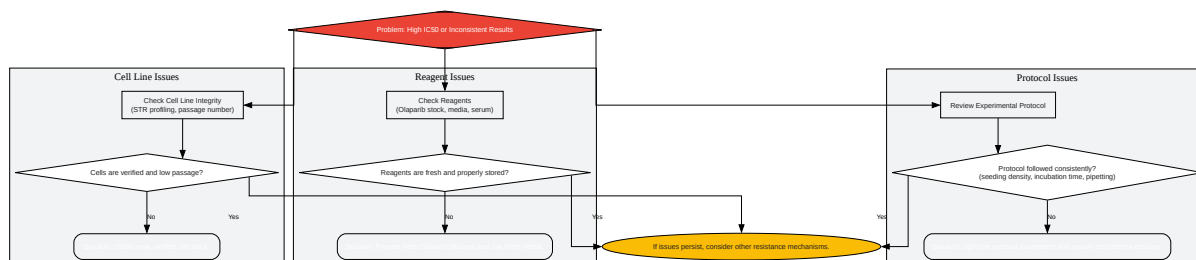 Problem: High IC50 or Inconsistent Results
Cell Line Issues
Reagent Issues
Protocol Issues
Check Cell Line Integrity
(STR profiling, passage number)
Check Reagents
(Olaparib stock, media, serum)
Review Experimental Protocol
Cells are verified and low passage?
Reagents are fresh and properly stored?
Protocol followed consistently?
(seeding density, incubation time, pipetting)
No
Yes
No
Yes
Yes
No
If issues persist, consider other resistance mechanisms.